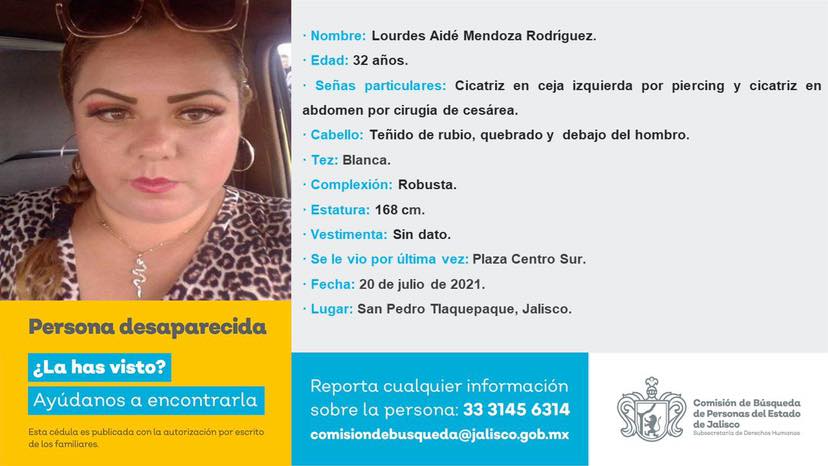 · Nombre: Lourdes Aidé Mendoza Rodríguez.
· Edad: 32 años.
· Señas particulares: Cicatriz en ceja izquierda por piercing y cicatriz en
abdomen por cirugía de cesárea.
· Cabello: Teñido de rubio, quebrado y debajo del hombro.
· Tez: Blanca.
· Complexión: Robusta.
· Estatura: 168 cm.
· Vestimenta: Sin dato.
· Se le vio por última vez: Plaza Centro Sur.
· Fecha: 20 de julio de 2021.
· Lugar: San Pedro Tlaquepaque, Jalisco.
Persona desaparecida
¿La has visto?
Ayúdanos a encontrarla
Esta cédula es publicada con la autorización por escrito
de los familiares.
Reporta cualquier información
sobre la persona: 33 3145 6314
comisiondebusqueda@jalisco.gob.mx
Comisión de Búsqueda
de Personas del Estado
de Jalisco
Subsecretaría de Derechos Humanos